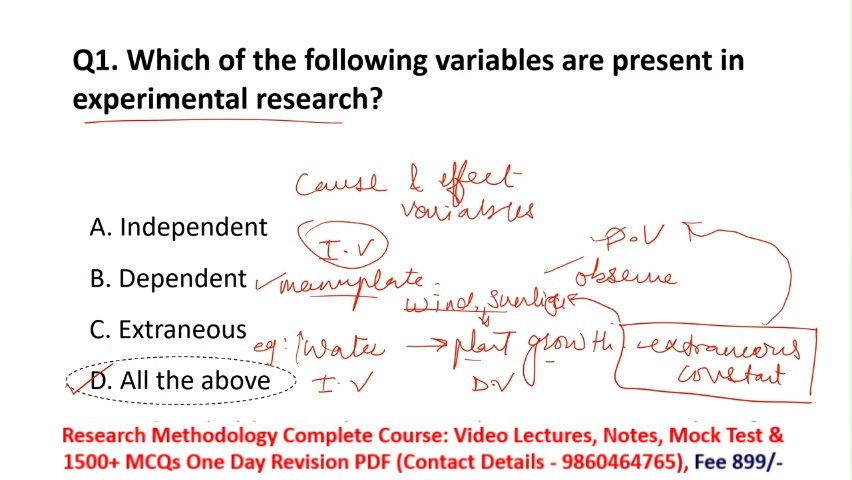 Q1. Which of the following variables are present in
experimental research?
Cause & effect
variables
A. Independent
I.V
D.V
B. Dependent
manuplate
observe
wind, sunlight
C. Extraneous
eg: ↑ water → plant growth
extraneous
constant
D. All the above
I.V
D.V
Research Methodology Complete Course: Video Lectures, Notes, Mock Test &
1500+ MCQs One Day Revision PDF (Contact Details - 9860464765), Fee 899/-